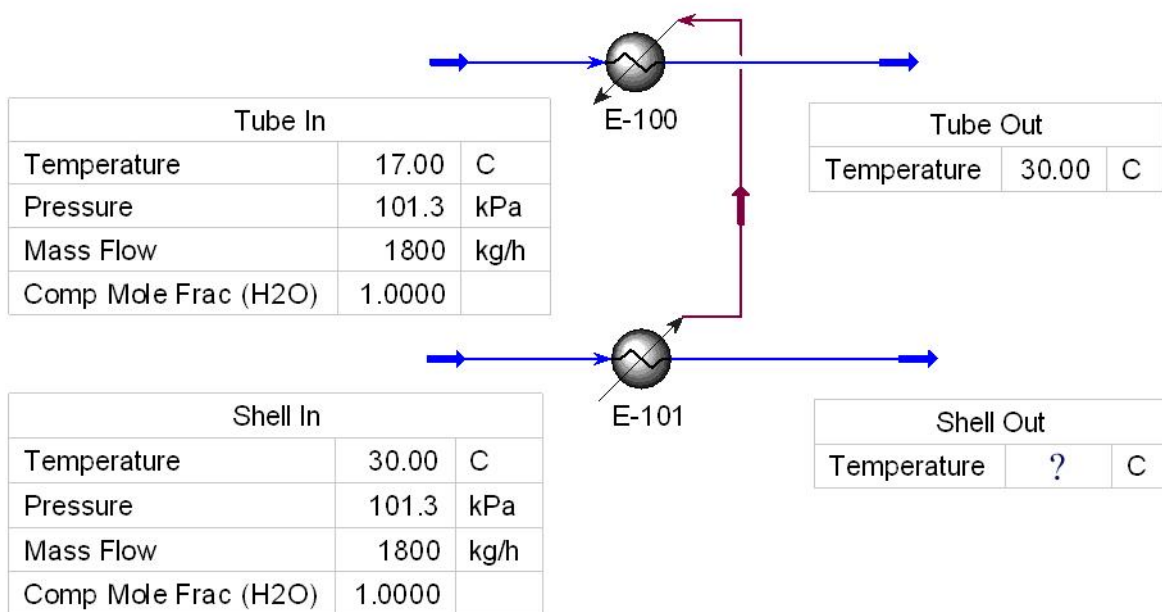 E-100
Tube In
Temperature 17.00 C
Pressure 101.3 kPa
Mass Flow 1800 kg/h
Comp Mole Frac (H2O) 1.0000
Tube Out
Temperature 30.00 C
E-101
Shell In
Temperature 30.00 C
Pressure 101.3 kPa
Mass Flow 1800 kg/h
Comp Mole Frac (H2O) 1.0000
Shell Out
Temperature ? C